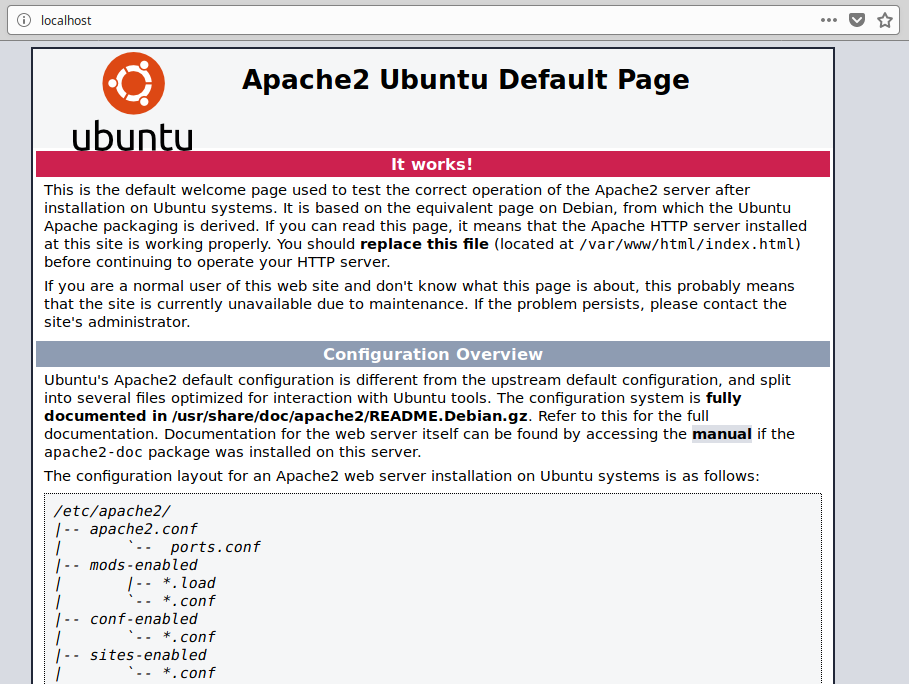 localhost
Apache2 Ubuntu Default Page
ubuntu
It works!
This is the default welcome page used to test the correct operation of the Apache2 server after
installation on Ubuntu systems. It is based on the equivalent page on Debian, from which the Ubuntu
Apache packaging is derived. If you can read this page, it means that the Apache HTTP server installed
at this site is working properly. You should replace this file (located at /var/www/html/index.html)
before continuing to operate your HTTP server.
If you are a normal user of this web site and don't know what this page is about, this probably means
that the site is currently unavailable due to maintenance. If the problem persists, please contact the
site's administrator.
Configuration Overview
Ubuntu's Apache2 default configuration is different from the upstream default configuration, and split
into several files optimized for interaction with Ubuntu tools. The configuration system is fully
documented in /usr/share/doc/apache2/README.Debian.gz. Refer to this for the full
documentation. Documentation for the web server itself can be found by accessing the manual if the
apache2-doc package was installed on this server.
The configuration layout for an Apache2 web server installation on Ubuntu systems is as follows:
/etc/apache2/
|-- apache2.conf
|       `--  ports.conf
|-- mods-enabled
|       |-- *.load
|       `-- *.conf
|-- conf-enabled
|       `-- *.conf
|-- sites-enabled
|       `-- *.conf